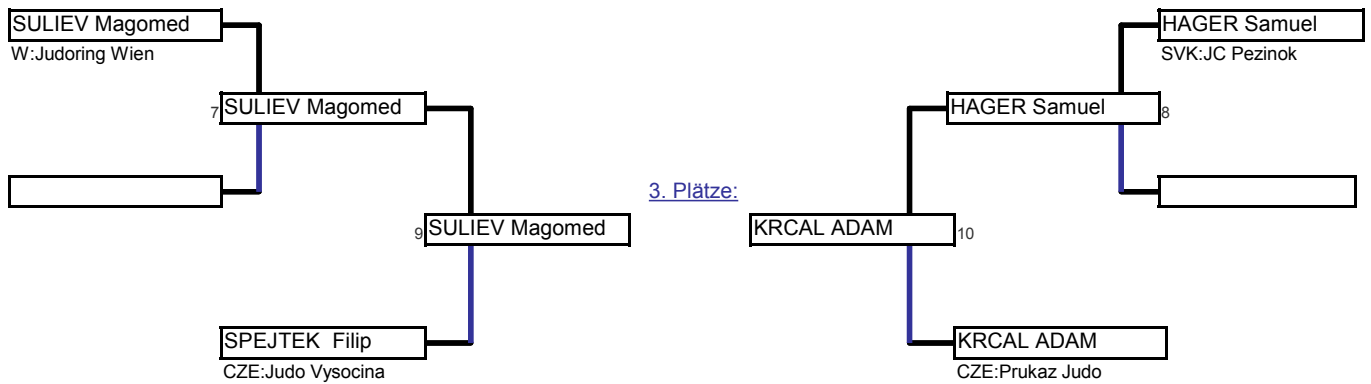 SULIEV Magomed
W:Judoring Wien
7 SULIEV Magomed
9 SULIEV Magomed
SPEJTEK  Filip
CZE:Judo Vysocina
3. Plätze:
HAGER Samuel
SVK:JC Pezinok
HAGER Samuel 8
KRCAL ADAM 10
KRCAL ADAM
CZE:Prukaz Judo